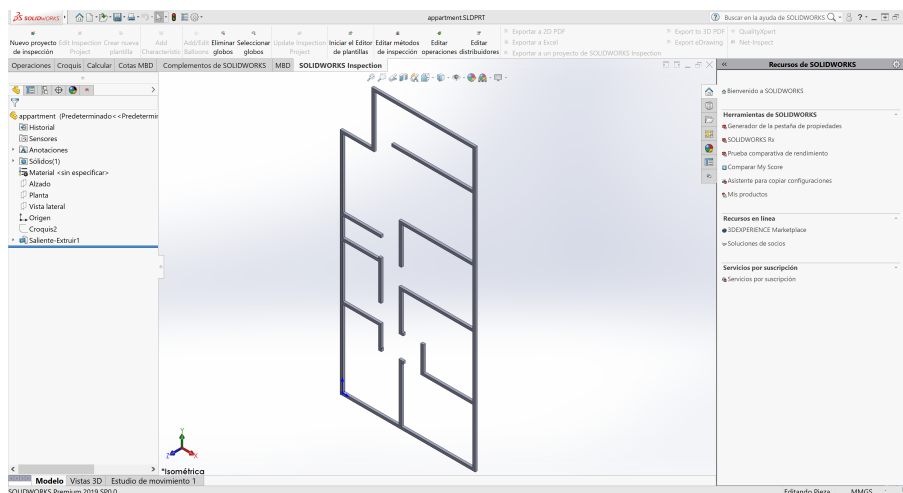 SOLIDWORKS
appartment.SLDPRT
Buscar en la ayuda de SOLIDWORKS
Nuevo proyecto de inspección
Edit Inspection Project
Crear nueva plantilla
Add Characteristic
Add/Edit Balloons
Eliminar globos
Seleccionar globos
Update Inspection Project
Iniciar el Editor de plantillas
Editar métodos de inspección
Editar operaciones
Editar distribuidores
Exportar a 2D PDF
Exportar a Excel
Exportar a un proyecto de SOLIDWORKS Inspection
Export to 3D PDF
Export eDrawing
QualityXpert
Net-Inspect
Operaciones
Croquis
Calcular
Cotas MBD
Complementos de SOLIDWORKS
MBD
SOLIDWORKS Inspection
appartment (Predeterminado<<Predetermin
Historial
Sensores
Anotaciones
Sólidos(1)
Material <sin especificar>
Alzado
Planta
Vista lateral
Origen
Croquis2
Saliente-Extruir1
Y
Z
X
*Isométrica
Recursos de SOLIDWORKS
Bienvenido a SOLIDWORKS
Herramientas de SOLIDWORKS
Generador de la pestaña de propiedades
SOLIDWORKS Rx
Prueba comparativa de rendimiento
Comparar My Score
Asistente para copiar configuraciones
Mis productos
Recursos en línea
3DEXPERIENCE Marketplace
Soluciones de socios
Servicios por suscripción
Servicios por suscripción
Modelo
Vistas 3D
Estudio de movimiento 1
SOLIDWORKS Premium 2019 SP0.0
Editando Pieza
MMGS